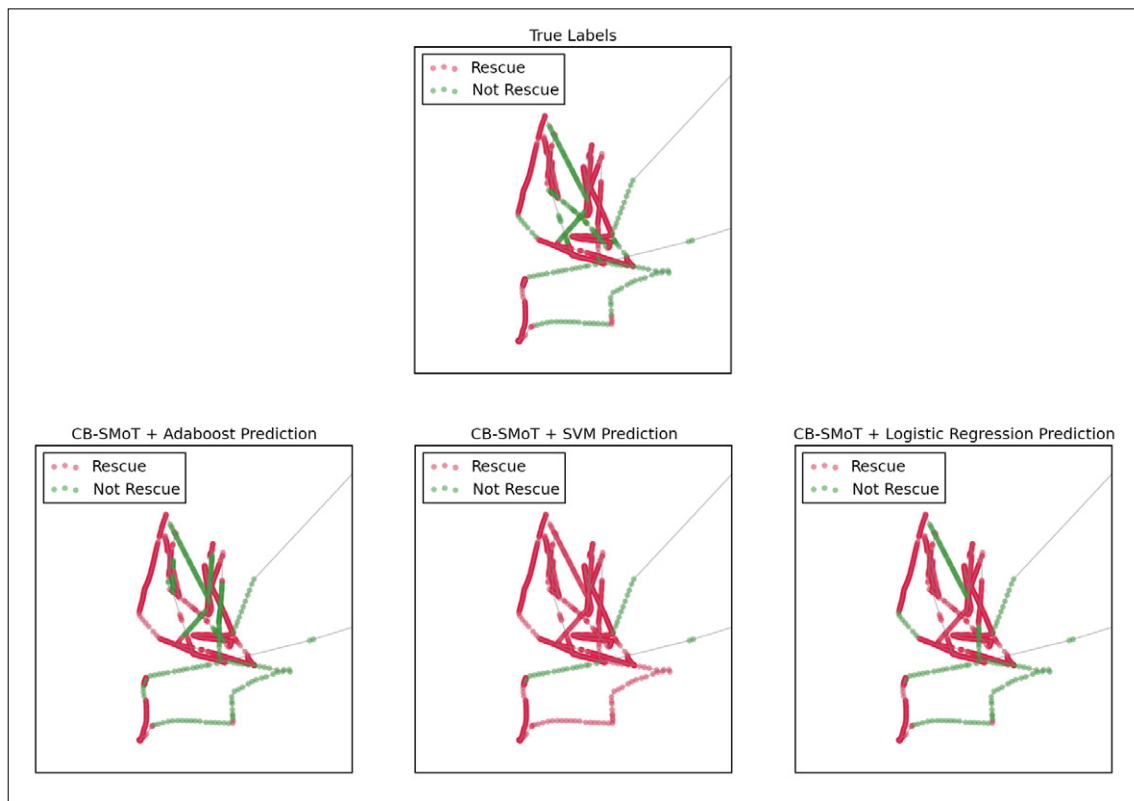 True Labels
Rescue
Not Rescue
CB-SMoT + Adaboost Prediction
Rescue
Not Rescue
CB-SMoT + SVM Prediction
Rescue
Not Rescue
CB-SMoT + Logistic Regression Prediction
Rescue
Not Rescue